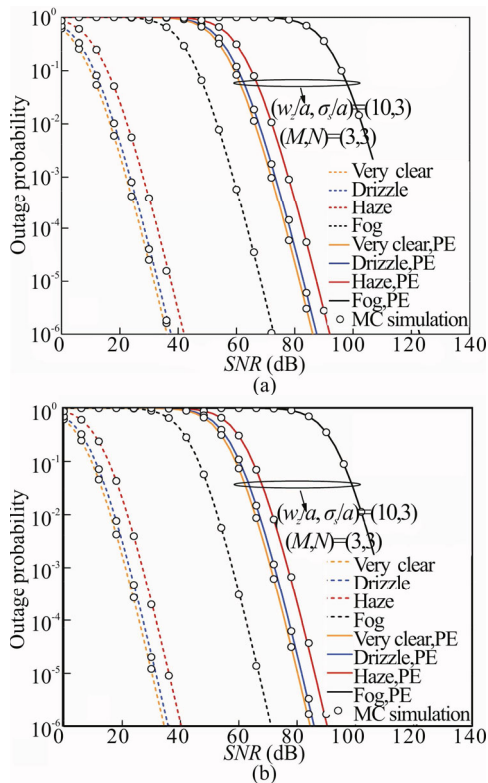 10^0
10^-1
10^-2
10^-3
10^-4
10^-5
10^-6
Outage probability
(w_z/a, σ_s/a)=(10,3)
(M,N)=(3,3)
Very clear
Drizzle
Haze
Fog
Very clear,PE
Drizzle,PE
Haze,PE
Fog,PE
MC simulation
0 20 40 60 80 100 120 140
SNR (dB)
(a)
10^0
10^-1
10^-2
10^-3
10^-4
10^-5
10^-6
Outage probability
(w_z/a, σ_s/a)=(10,3)
(M,N)=(3,3)
Very clear
Drizzle
Haze
Fog
Very clear,PE
Drizzle,PE
Haze,PE
Fog,PE
MC simulation
0 20 40 60 80 100 120 140
SNR (dB)
(b)